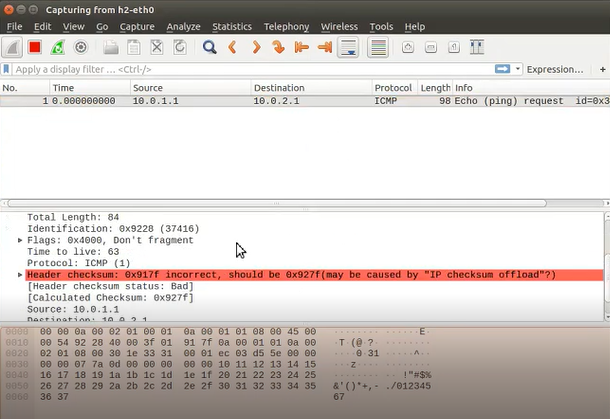 Capturing from h2-eth0
File Edit View Go Capture Analyze Statistics Telephony Wireless Tools Help
Apply a display filter ... <Ctrl-/> Expression... +
No. Time Source Destination Protocol Length Info
1 0.000000000 10.0.1.1 10.0.2.1 ICMP 98 Echo (ping) request id=0x3
Total Length: 84
Identification: 0x9228 (37416)
Flags: 0x4000, Don't fragment
Time to live: 63
Protocol: ICMP (1)
Header checksum: 0x917f incorrect, should be 0x927f(may be caused by "IP checksum offload"?)
[Header checksum status: Bad]
[Calculated Checksum: 0x927f]
Source: 10.0.1.1
Destination: 10.0.2.1
0000 00 00 0a 00 02 01 00 01 0a 00 01 01 08 00 45 00 ········ ······E·
0010 00 54 92 28 40 00 3f 01 91 7f 0a 00 01 01 0a 00 ·T·(@·?· ········
0020 02 01 08 00 30 1e 33 31 00 01 ec 03 d5 5e 00 00 ····0·31 ·····^··
0030 00 00 07 7a 0d 00 00 00 00 00 10 11 12 13 14 15 ···z···· ········
0040 16 17 18 19 1a 1b 1c 1d 1e 1f 20 21 22 23 24 25 ········ ·· !"#$%
0050 26 27 28 29 2a 2b 2c 2d 2e 2f 30 31 32 33 34 35 &'()*+,- ./012345
0060 36 37 67